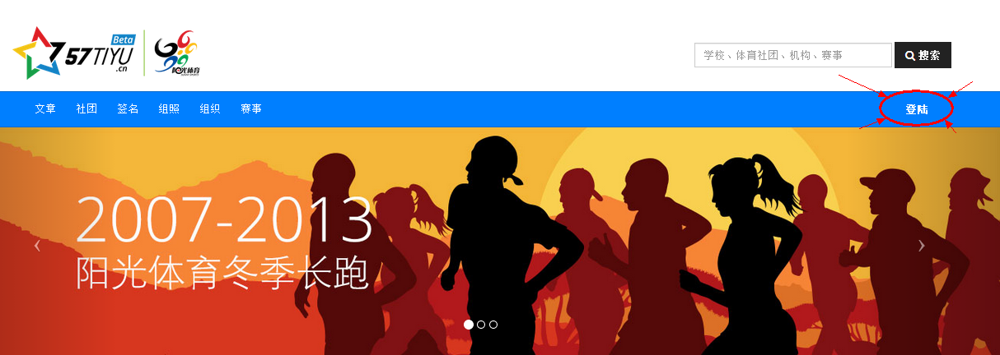 Beta
57TIYU
.cn
阳光体育
学校、体育社团、机构、赛事
搜索
文章 社团 签名 组照 组织 赛事
登陆
2007-2013
阳光体育冬季长跑